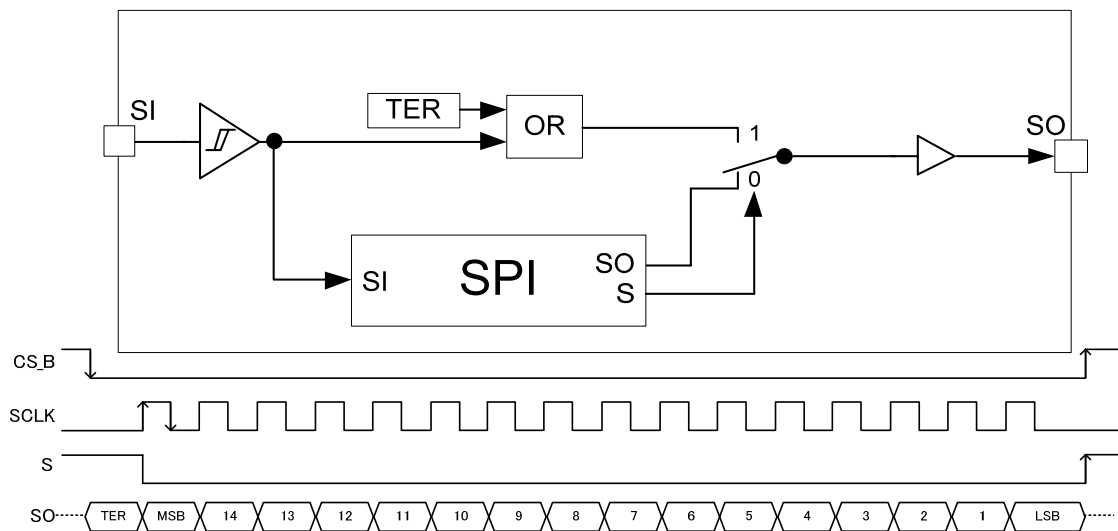 SI
TER
OR
1
SO
0
SI
SPI
SO
S
CS_B
SCLK
S
SO
TER MSB 14 13 12 11 10 9 8 7 6 5 4 3 2 1 LSB